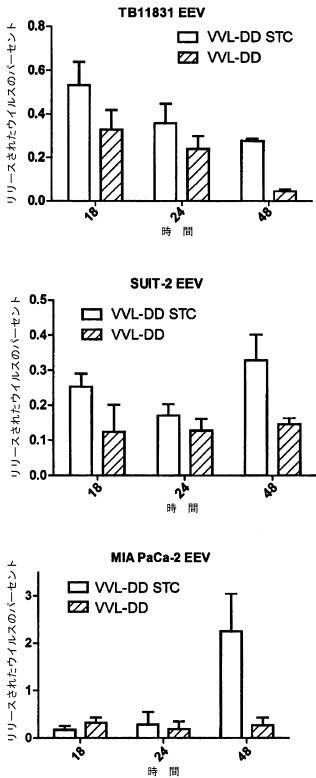 TB11831 EEV
リリースされたウイルスのパーセント
0.8
0.6
0.4
0.2
0.0
VVL-DD STC
VVL-DD
18
24
48
時 間
SUIT-2 EEV
リリースされたウイルスのパーセント
0.5
0.4
0.3
0.2
0.1
0.0
VVL-DD STC
VVL-DD
18
24
48
時 間
MIA PaCa-2 EEV
リリースされたウイルスのパーセント
3
2
1
0
VVL-DD STC
VVL-DD
18
24
48
時 間